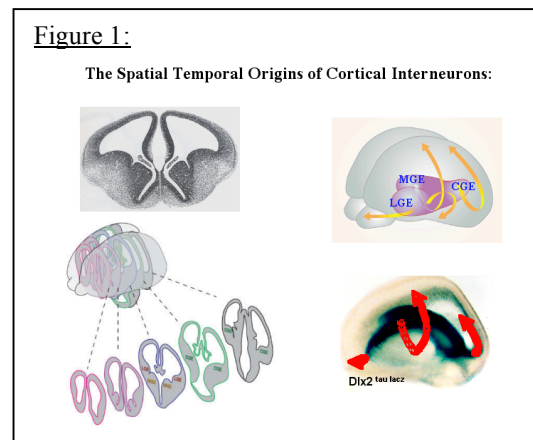 Figure 1:
The Spatial Temporal Origins of Cortical Interneurons:
MGE
CGE
LGE
Dlx2 tau lacz